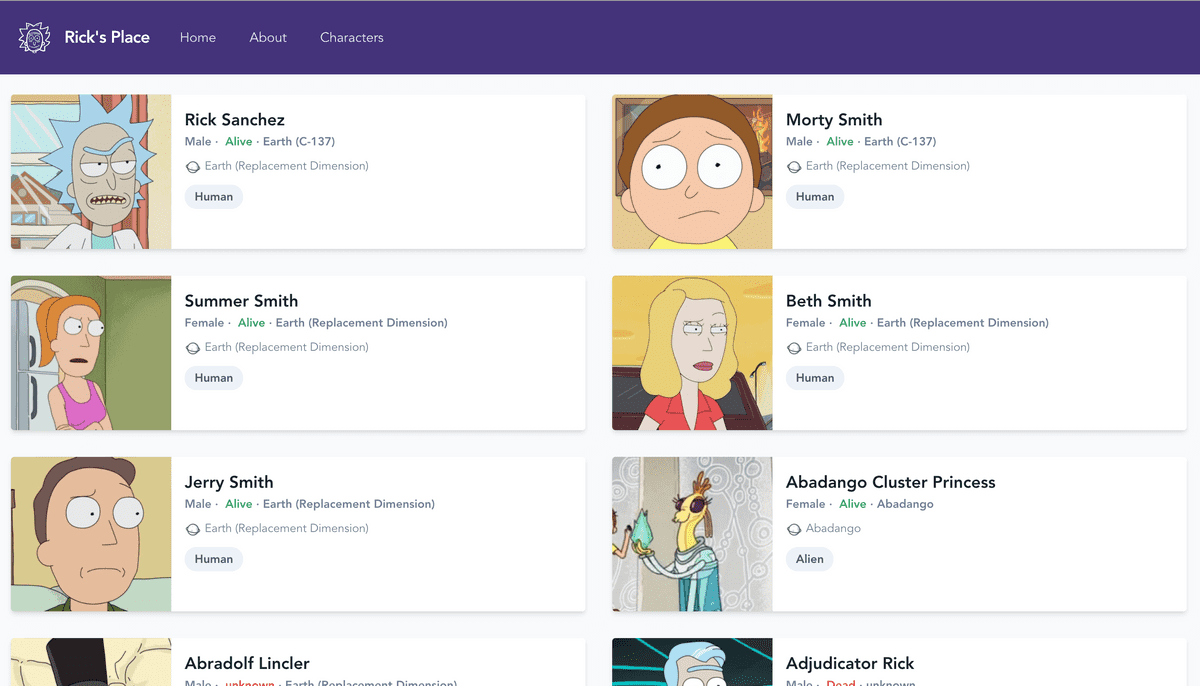 Rick's Place Home About Characters
Rick Sanchez
Male · Alive · Earth (C-137)
Earth (Replacement Dimension)
Human
Morty Smith
Male · Alive · Earth (C-137)
Earth (Replacement Dimension)
Human
Summer Smith
Female · Alive · Earth (Replacement Dimension)
Earth (Replacement Dimension)
Human
Beth Smith
Female · Alive · Earth (Replacement Dimension)
Earth (Replacement Dimension)
Human
Jerry Smith
Male · Alive · Earth (Replacement Dimension)
Earth (Replacement Dimension)
Human
Abadango Cluster Princess
Female · Alive · Abadango
Abadango
Alien
Abradolf Lincler
Male · unknown · Earth (Replacement Dimension)
Adjudicator Rick
Male · Dead · unknown